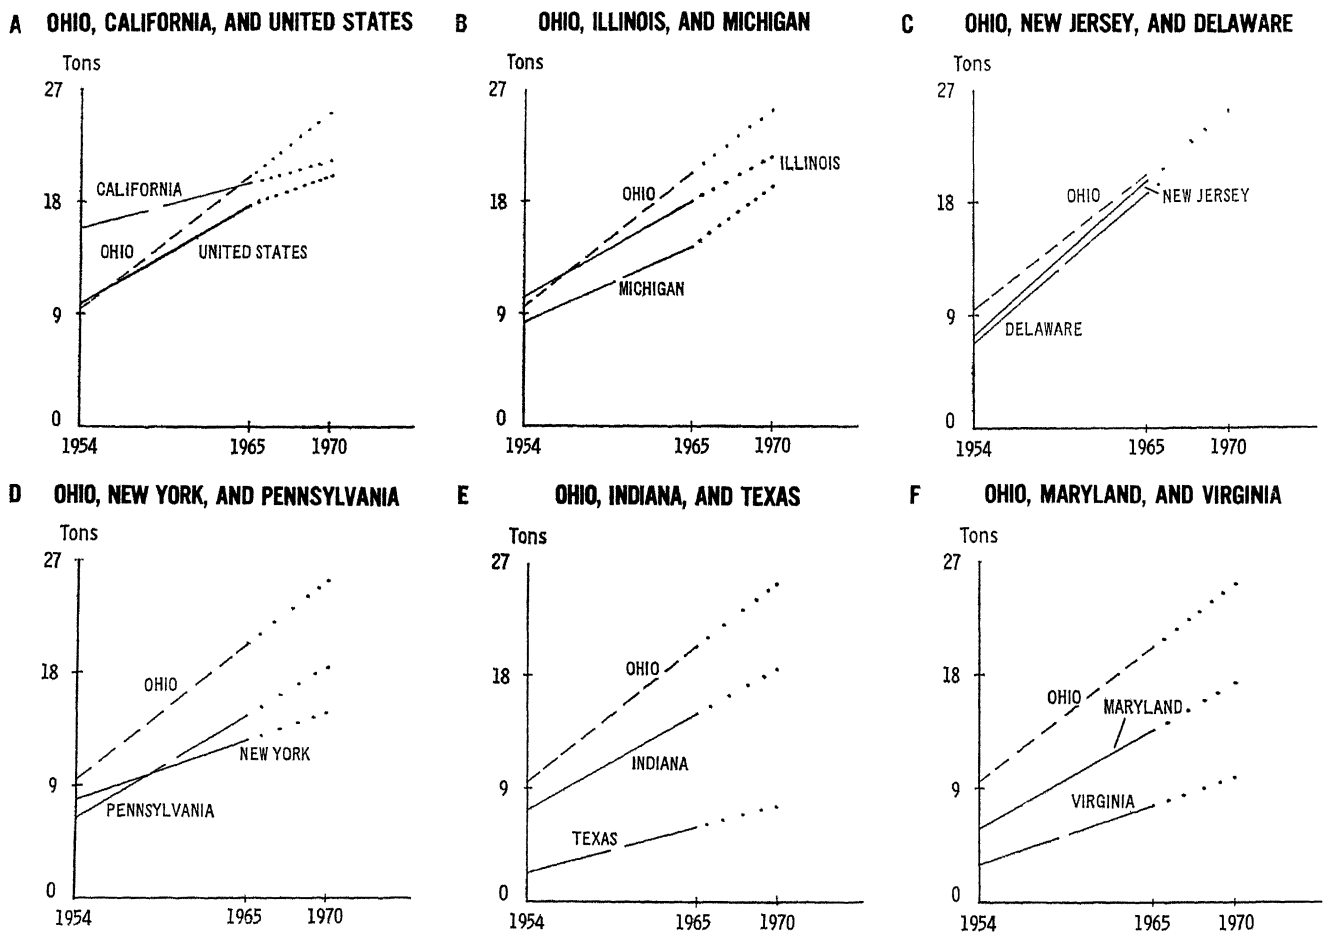 A OHIO, CALIFORNIA, AND UNITED STATES
Tons
27
18
9
0
CALIFORNIA
OHIO
UNITED STATES
1954 1965 1970
B OHIO, ILLINOIS, AND MICHIGAN
Tons
27
18
9
0
ILLINOIS
OHIO
MICHIGAN
1954 1965 1970
C OHIO, NEW JERSEY, AND DELAWARE
Tons
27
18
9
0
OHIO
NEW JERSEY
DELAWARE
1954 1965 1970
D OHIO, NEW YORK, AND PENNSYLVANIA
Tons
27
18
9
0
OHIO
NEW YORK
PENNSYLVANIA
1954 1965 1970
E OHIO, INDIANA, AND TEXAS
Tons
27
18
9
0
OHIO
INDIANA
TEXAS
1954 1965 1970
F OHIO, MARYLAND, AND VIRGINIA
Tons
27
18
9
0
OHIO
MARYLAND
VIRGINIA
1954 1965 1970